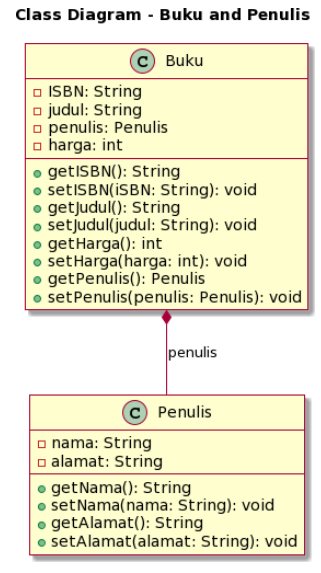 Class Diagram - Buku and Penulis
C Buku
ISBN: String
judul: String
penulis: Penulis
harga: int
getISBN(): String
setISBN(iSBN: String): void
getJudul(): String
setJudul(judul: String): void
getHarga(): int
setHarga(harga: int): void
getPenulis(): Penulis
setPenulis(penulis: Penulis): void
penulis
C Penulis
nama: String
alamat: String
getNama(): String
setNama(nama: String): void
getAlamat(): String
setAlamat(alamat: String): void